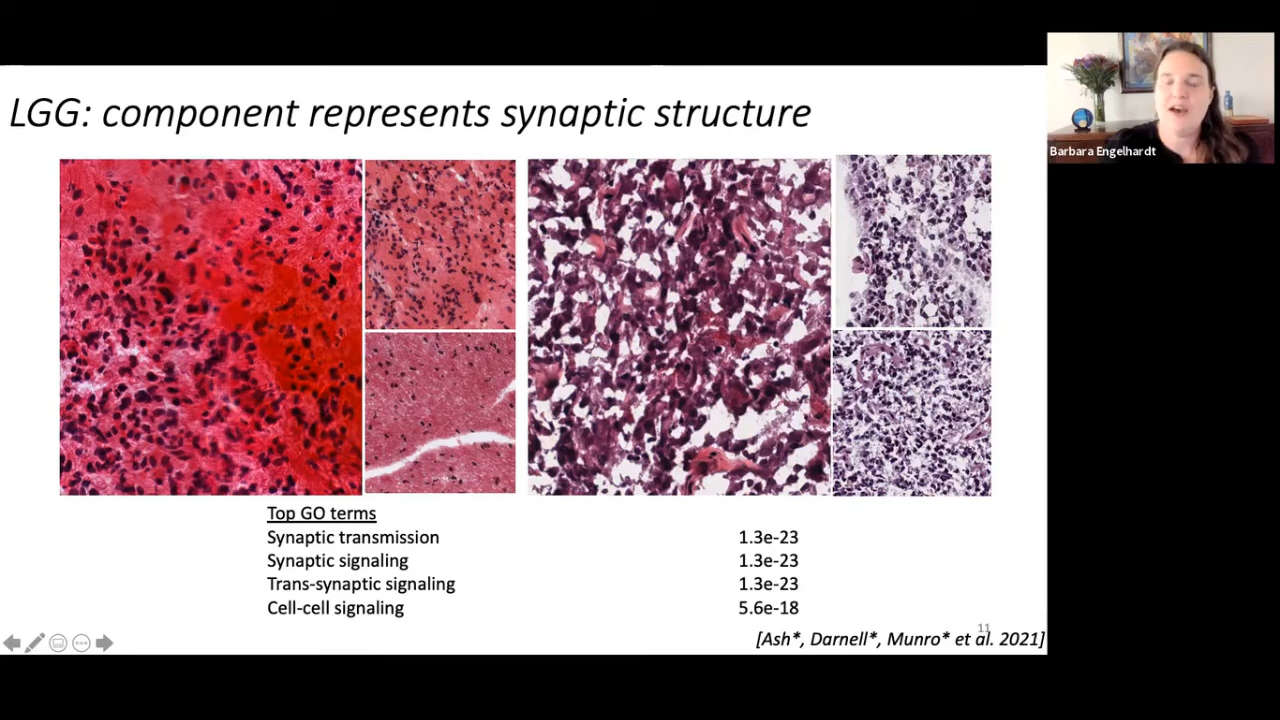 LGG: component represents synaptic structure
Barbara Engelhardt
Top GO terms
Synaptic transmission 1.3e-23
Synaptic signaling 1.3e-23
Trans-synaptic signaling 1.3e-23
Cell-cell signaling 5.6e-18
11
[Ash*, Darnell*, Munro* et al. 2021]